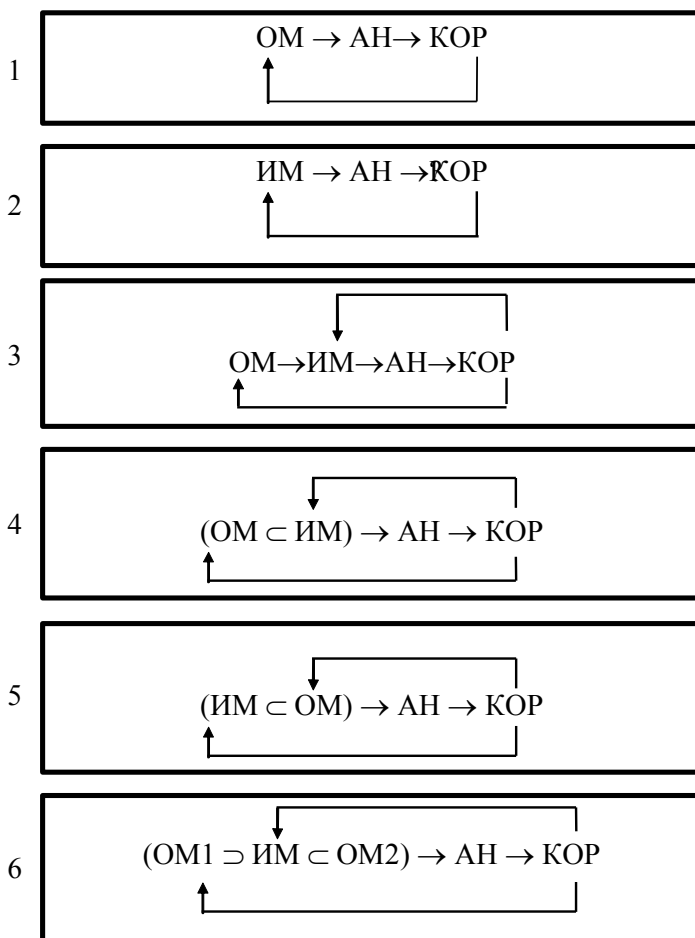 1
ОМ → АН→ КОР
2
ИМ → АН → КОР
3
ОМ→ИМ→АН→КОР
4
(ОМ ⊂ ИМ) → АН → КОР
5
(ИМ ⊂ ОМ) → АН → КОР
6
(ОМ1 ⊃ ИМ ⊂ ОМ2) → АН → КОР